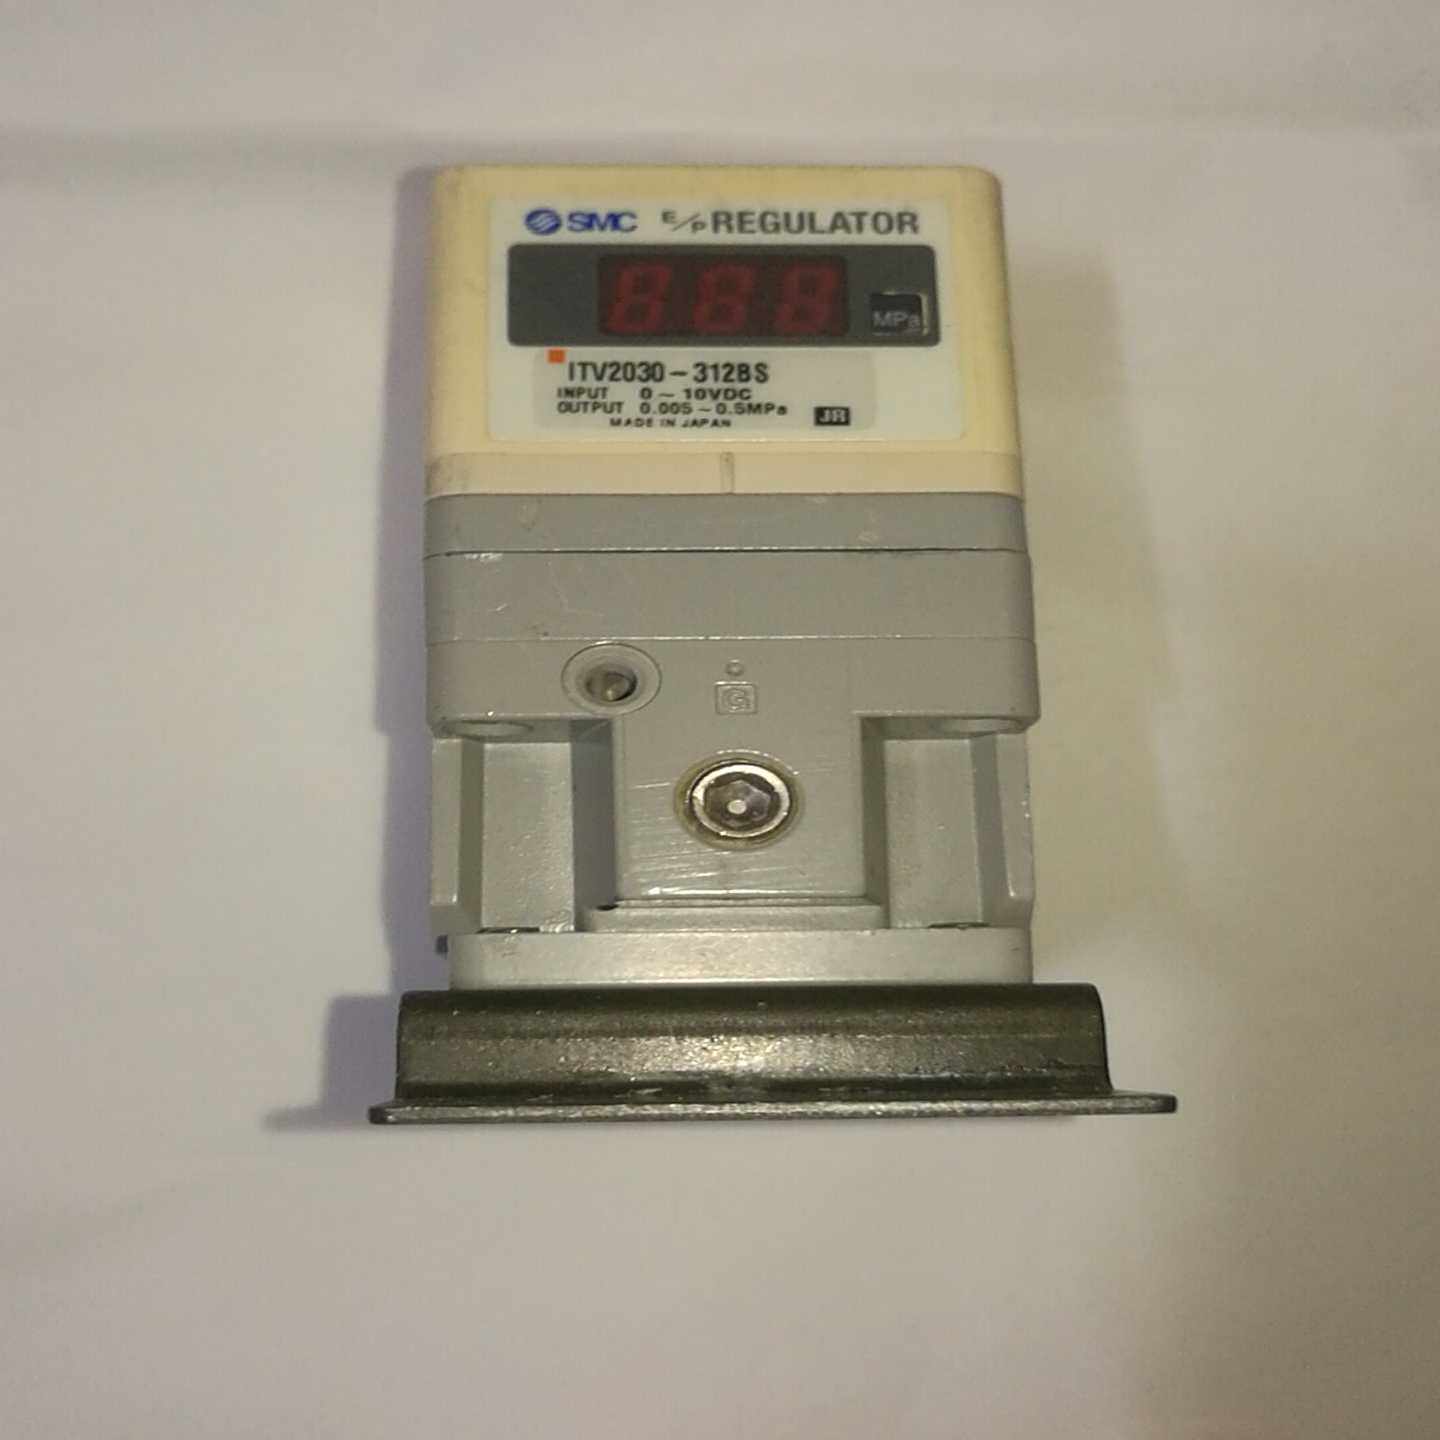 SMC E/P REGULATOR
888
MPa
ITV2030-312BS
INPUT 0~10VDC
OUTPUT 0.005~0.5MPa
MADE IN JAPAN JR
G